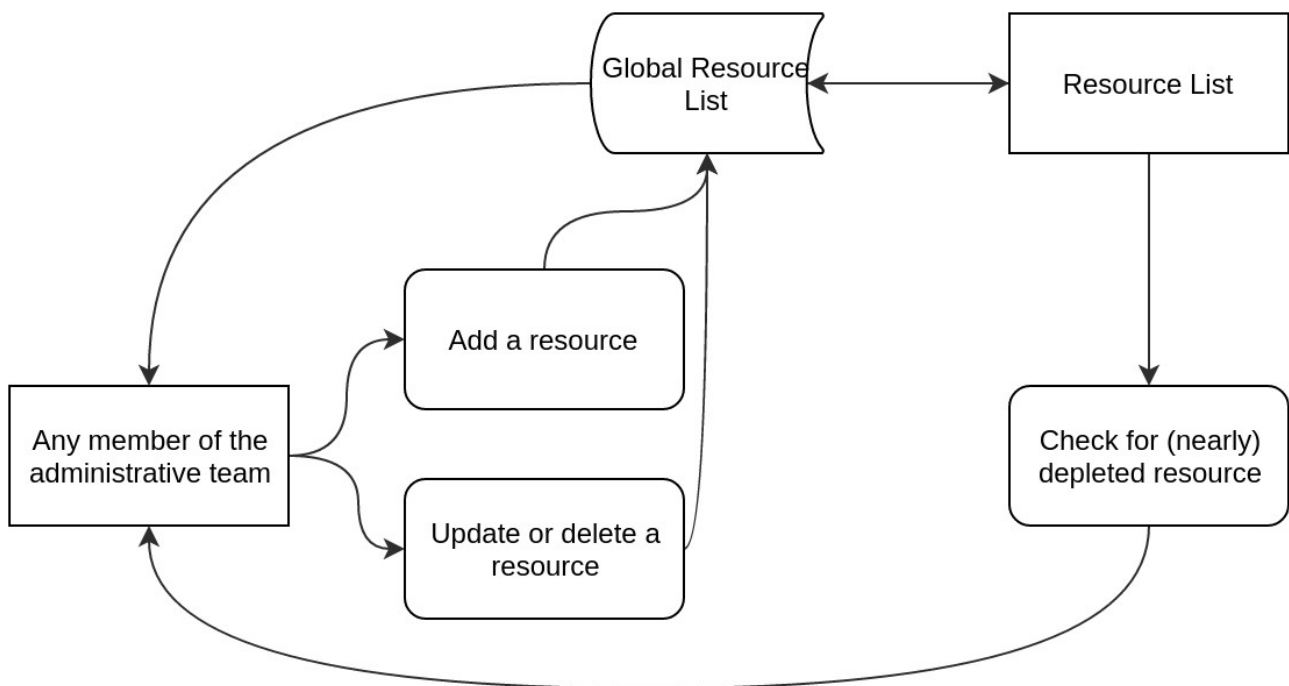 Global Resource
List
Resource List
Add a resource
Any member of the
administrative team
Check for (nearly)
depleted resource
Update or delete a
resource